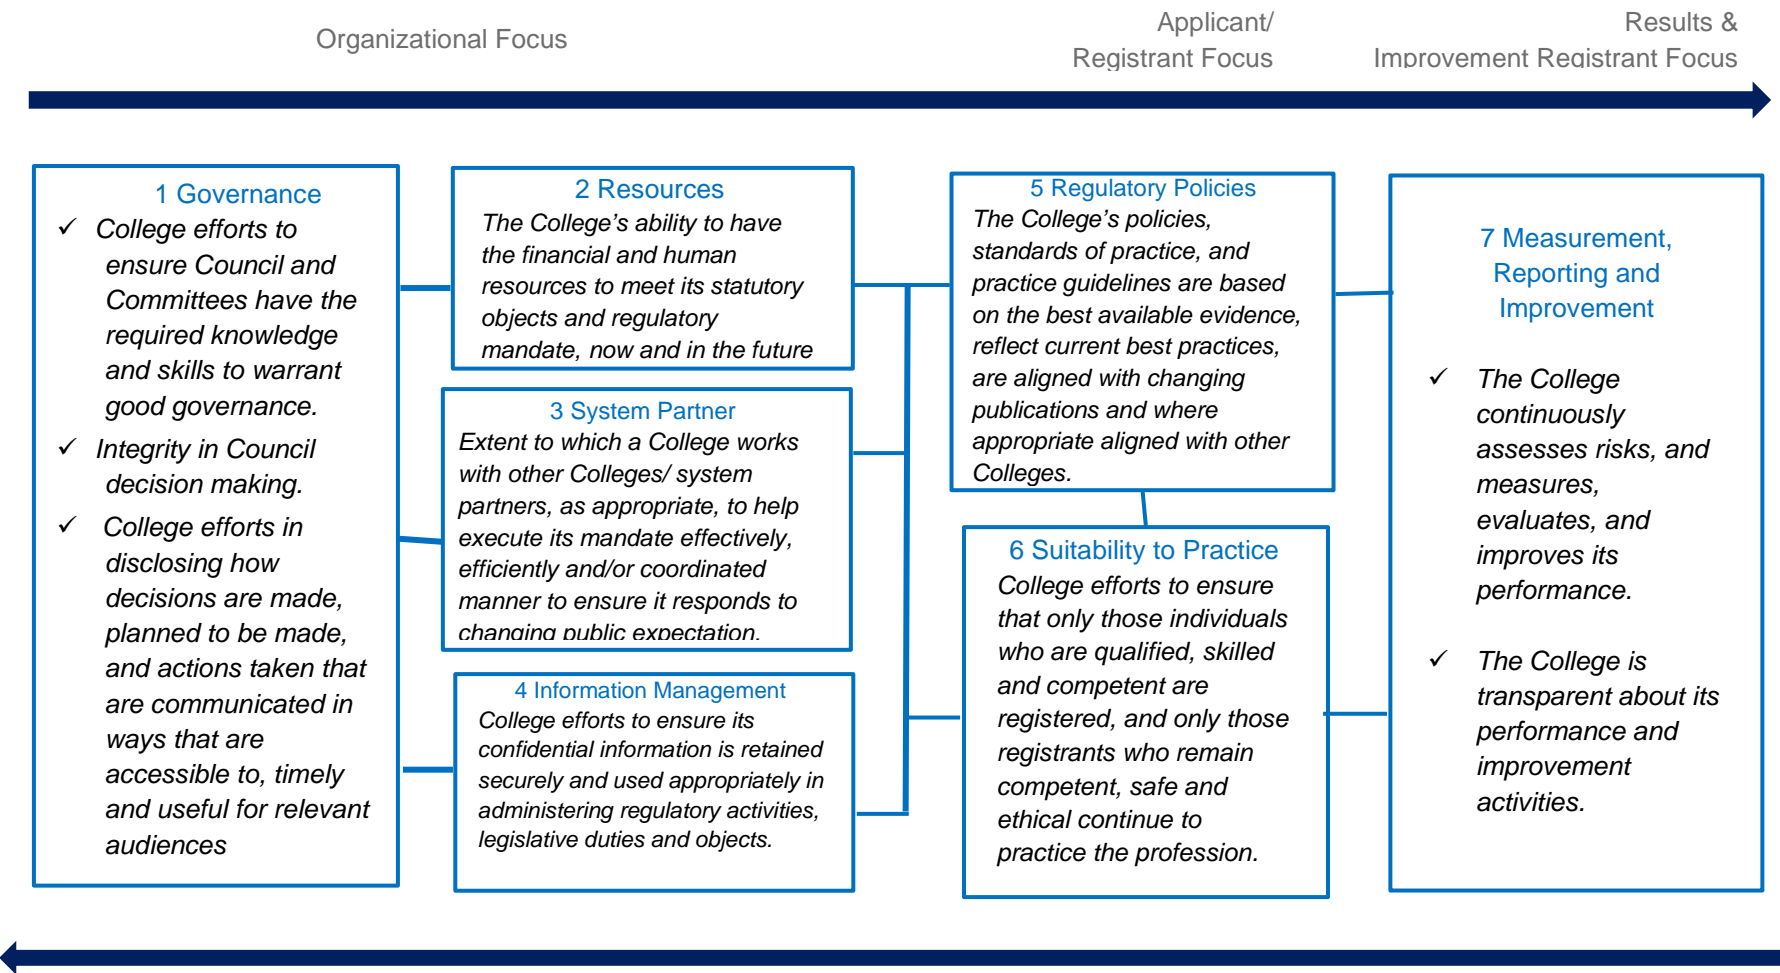 Organizational Focus
Applicant/
Registrant Focus
Results &
Improvement Registrant Focus
1 Governance
✓ College efforts to
ensure Council and
Committees have the
required knowledge
and skills to warrant
good governance.
✓ Integrity in Council
decision making.
✓ College efforts in
disclosing how
decisions are made,
planned to be made,
and actions taken that
are communicated in
ways that are
accessible to, timely
and useful for relevant
audiences
2 Resources
The College’s ability to have
the financial and human
resources to meet its statutory
objects and regulatory
mandate, now and in the future
3 System Partner
Extent to which a College works
with other Colleges/ system
partners, as appropriate, to help
execute its mandate effectively,
efficiently and/or coordinated
manner to ensure it responds to
changing public expectation.
4 Information Management
College efforts to ensure its
confidential information is retained
securely and used appropriately in
administering regulatory activities,
legislative duties and objects.
5 Regulatory Policies
The College’s policies,
standards of practice, and
practice guidelines are based
on the best available evidence,
reflect current best practices,
are aligned with changing
publications and where
appropriate aligned with other
Colleges.
6 Suitability to Practice
College efforts to ensure
that only those individuals
who are qualified, skilled
and competent are
registered, and only those
registrants who remain
competent, safe and
ethical continue to
practice the profession.
7 Measurement,
Reporting and
Improvement
✓ The College
continuously
assesses risks, and
measures,
evaluates, and
improves its
performance.
✓ The College is
transparent about its
performance and
improvement
activities.